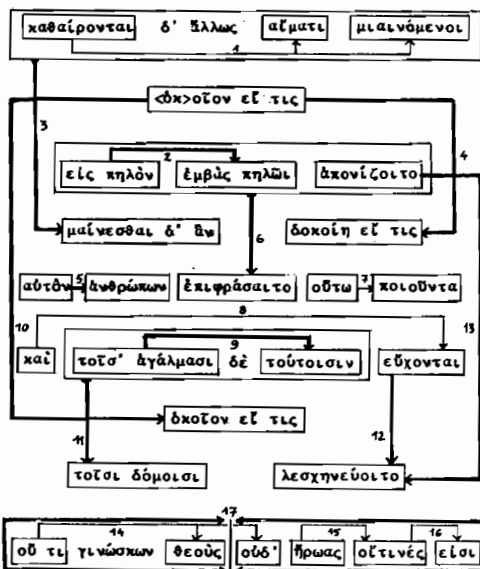 καθαίρονται δ' ἄλλως αἵματι μιαινόμενοι
1
<ὁκ>οῖον εἴ τις
3
2
4
εἰς πηλὸν ἐμβὰς πηλῶι ἀπονίζοιτο
μαίνεσθαι δ' ἂν 6 δοκοίη εἴ τις
αὐτὸν 5 ἀνθρώπων ἐπιφράσαιτο οὕτω 7 ποιοῦντα
8
10 9 13
καὶ τοῖσ' ἀγάλμασι δὲ τούτοισιν εὔχονται
ὁκοῖον εἴ τις
11 12
τοῖσι δόμοισι λεσχηνεύοιτο
17
14 15 16
οὔ τι γινώσκων θεοὺς οὐδ' ἥρωας οἵτινές εἰσι